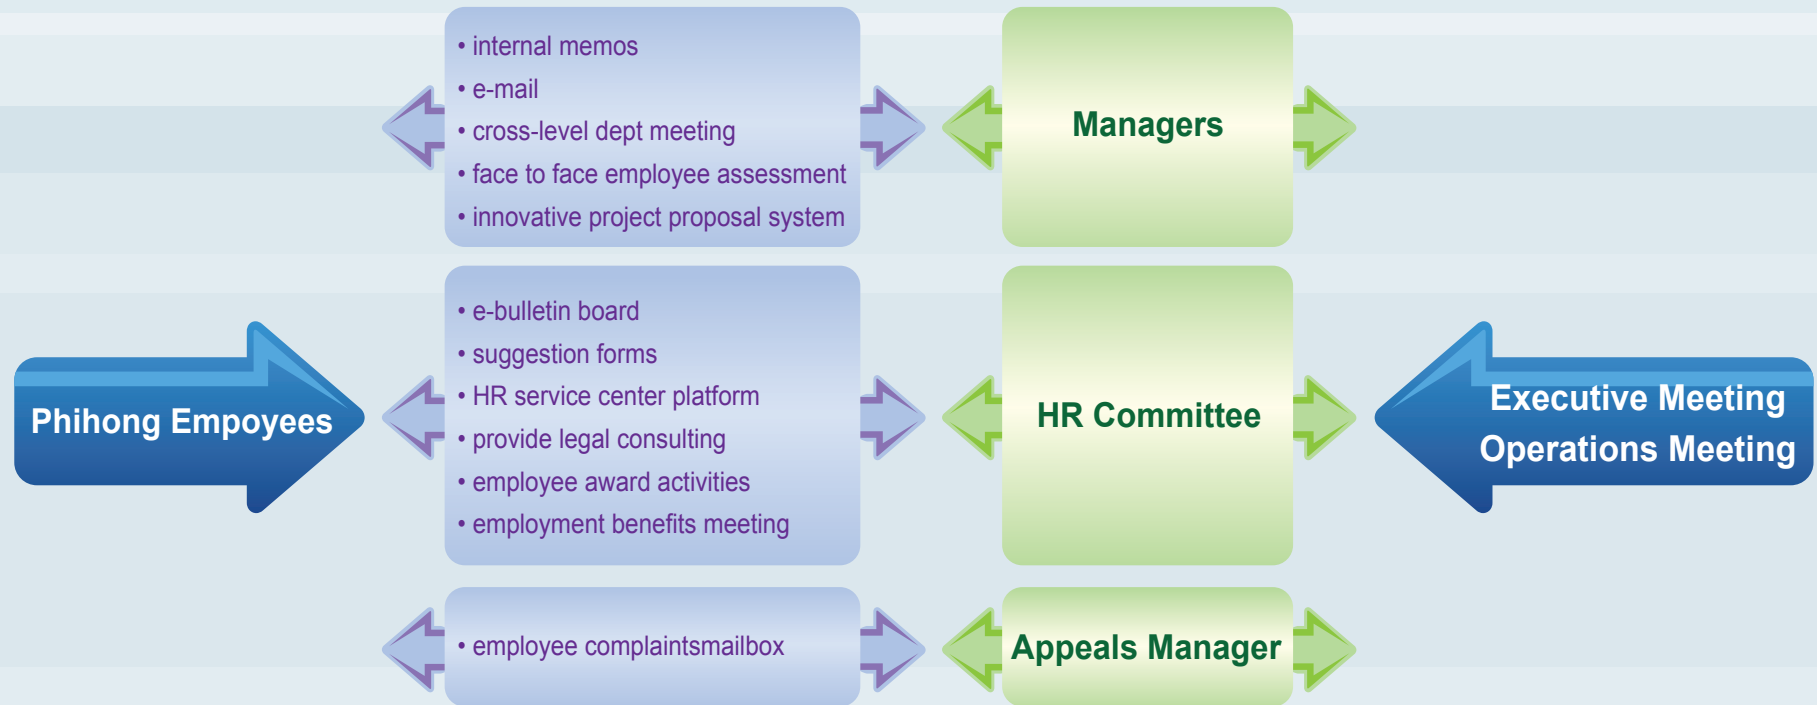 • internal memos
• e-mail
• cross-level dept meeting
• face to face employee assessment
• innovative project proposal system
Managers
Phihong Empoyees
• e-bulletin board
• suggestion forms
• HR service center platform
• provide legal consulting
• employee award activities
• employment benefits meeting
HR Committee
Executive Meeting
Operations Meeting
• employee complaintsmailbox
Appeals Manager